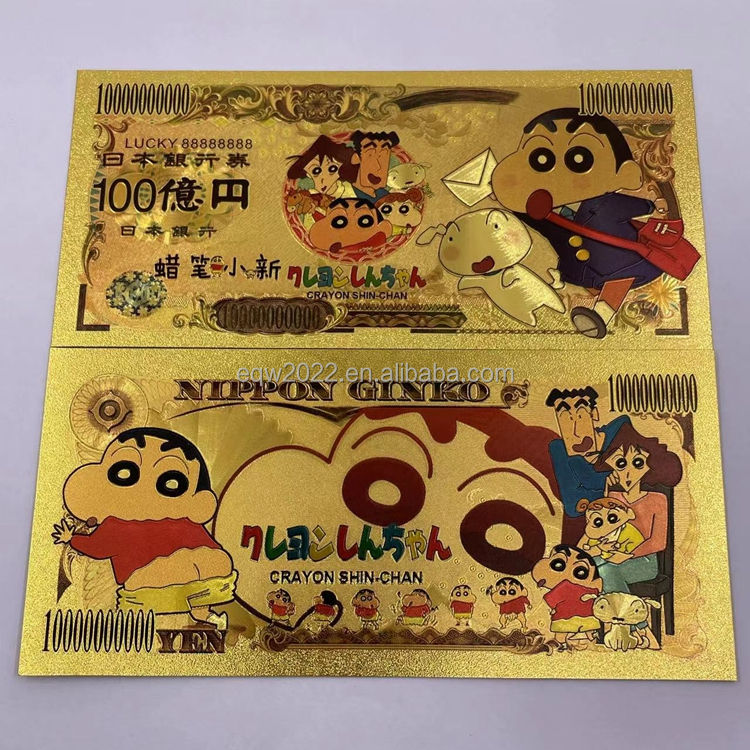 10000000000
10000000000
LUCKY 88888888
日本銀行券
100億円
日本銀行
蜡笔小新
クレヨンしんちゃん
CRAYON SHIN-CHAN
10000000000
eqw2022.en.alibaba.com
NIPPON GINKO
10000000000
クレヨンしんちゃん
CRAYON SHIN-CHAN
10000000000
YEN